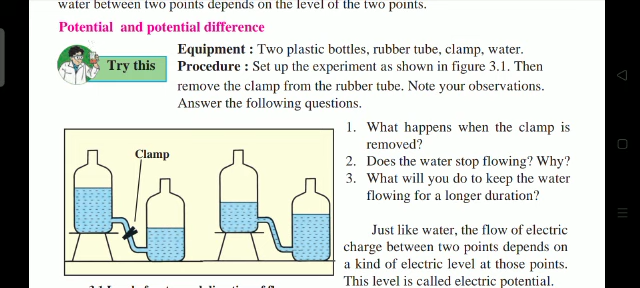 water between two points depends on the level of the two points.
Potential and potential difference
Equipment : Two plastic bottles, rubber tube, clamp, water.
Try this
Procedure : Set up the experiment as shown in figure 3.1. Then
remove the clamp from the rubber tube. Note your observations.
Answer the following questions.
Clamp
1. What happens when the clamp is
removed?
2. Does the water stop flowing? Why?
3. What will you do to keep the water
flowing for a longer duration?
Just like water, the flow of electric
charge between two points depends on
a kind of electric level at those points.
This level is called electric potential.